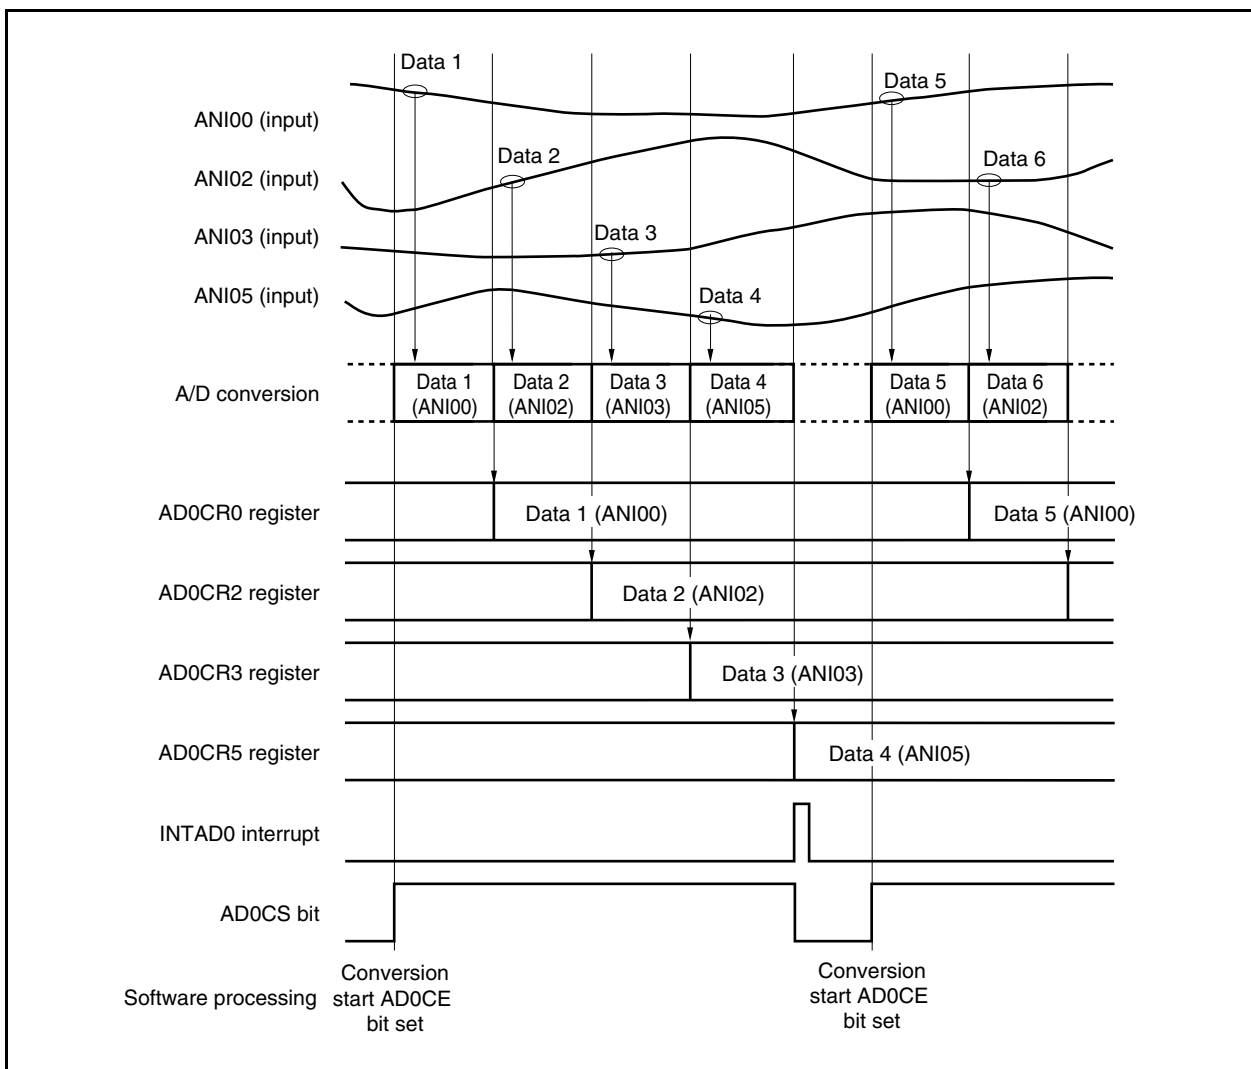 Data 1
Data 5
ANI00 (input)
Data 2
Data 6
ANI02 (input)
ANI03 (input)
Data 3
ANI05 (input)
Data 4
A/D conversion
Data 1
(ANI00)
Data 2
(ANI02)
Data 3
(ANI03)
Data 4
(ANI05)
Data 5
(ANI00)
Data 6
(ANI02)
AD0CR0 register
Data 1 (ANI00)
Data 5 (ANI00)
AD0CR2 register
Data 2 (ANI02)
AD0CR3 register
Data 3 (ANI03)
AD0CR5 register
Data 4 (ANI05)
INTAD0 interrupt
AD0CS bit
Software processing
Conversion
start AD0CE
bit set
Conversion
start AD0CE
bit set